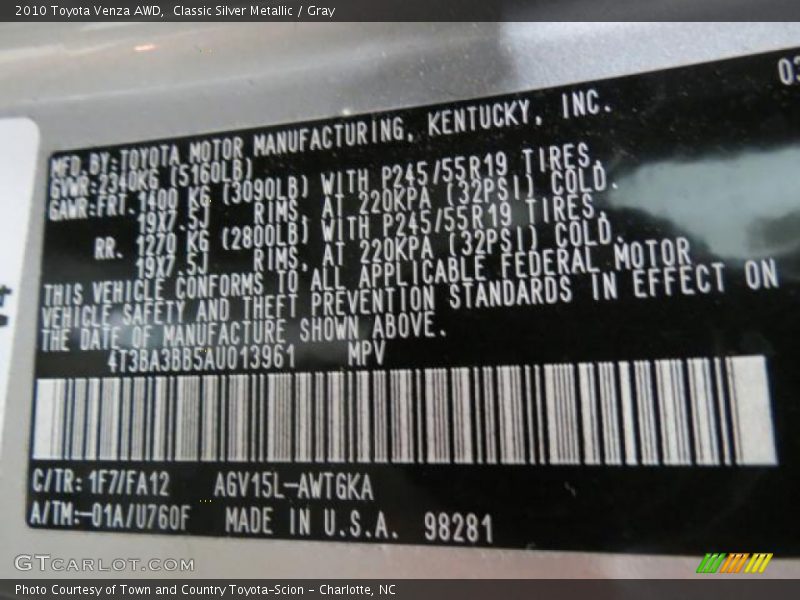 2010 Toyota Venza AWD,  Classic Silver Metallic / Gray
03
MFD.BY:TOYOTA MOTOR MANUFACTURING, KENTUCKY, INC.
GVWR:2340KG (5160LB)
GAWR:FRT.1400 KG (3090LB) WITH P245/55R19 TIRES,
19X7.5J RIMS, AT 220KPA (32PSI) COLD.
RR. 1270 KG (2800LB) WITH P245/55R19 TIRES,
19X7.5J RIMS, AT 220KPA (32PSI) COLD.
THIS VEHICLE CONFORMS TO ALL APPLICABLE FEDERAL MOTOR
VEHICLE SAFETY AND THEFT PREVENTION STANDARDS IN EFFECT ON
THE DATE OF MANUFACTURE SHOWN ABOVE.
4T3BA3BB5AU013961 MPV
C/TR: 1F7/FA12 AGV15L-AWTGKA
A/TM:-01A/U760F MADE IN U.S.A. 98281
GTCARLOT.COM
Photo Courtesy of Town and Country Toyota-Scion - Charlotte, NC